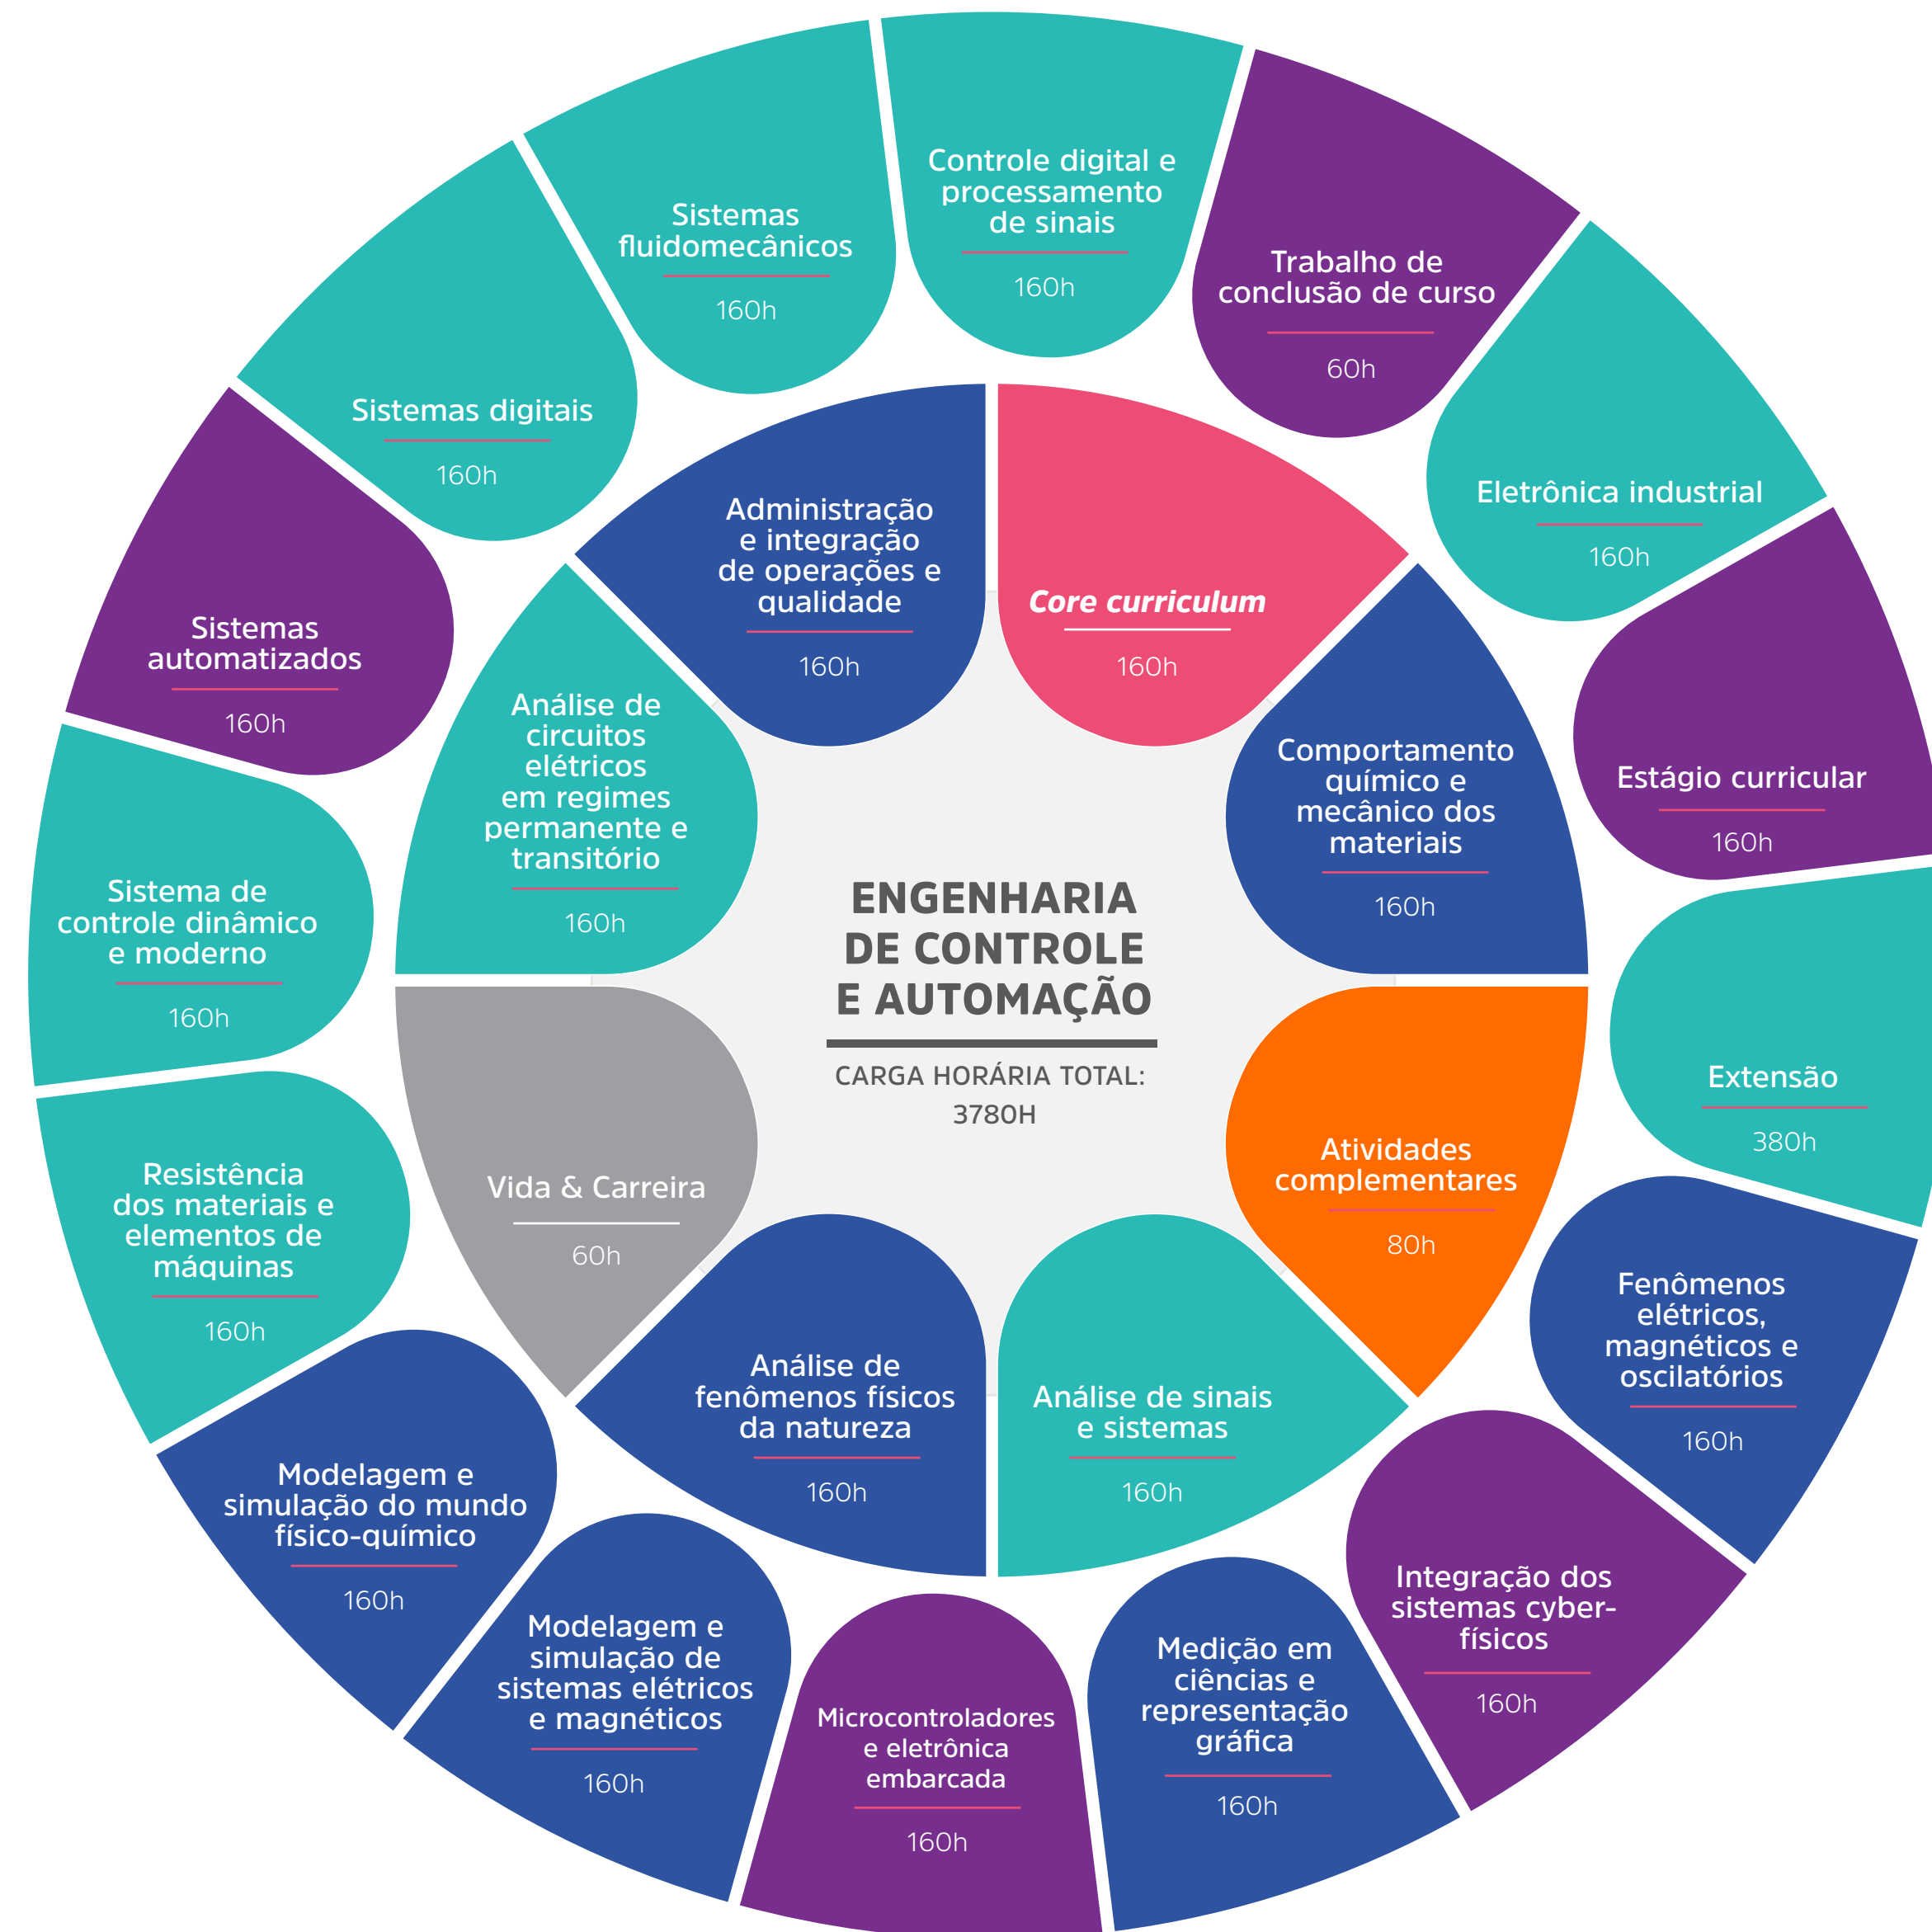 Controle digital e
processamento
de sinais
160h
Trabalho de
conclusão de curso
60h
Eletrônica industrial
160h
Estágio curricular
160h
Extensão
380h
Fenômenos
elétricos,
magnéticos e
oscilatórios
160h
Integração dos
sistemas cyber-
físicos
160h
Medição em
ciências e
representação
gráfica
160h
Microcontroladores
e eletrônica
embarcada
160h
Modelagem e
simulação de
sistemas elétricos
e magnéticos
160h
Modelagem e
simulação do mundo
físico-químico
160h
Resistência
dos materiais e
elementos de
máquinas
160h
Sistema de
controle dinâmico
e moderno
160h
Sistemas
automatizados
160h
Sistemas digitais
160h
Sistemas
fluidomecânicos
160h
Core curriculum
160h
Comportamento
químico e
mecânico dos
materiais
160h
Atividades
complementares
80h
Análise de sinais
e sistemas
160h
Análise de
fenômenos físicos
da natureza
160h
Vida & Carreira
60h
Análise de
circuitos
elétricos
em regimes
permanente e
transitório
160h
Administração
e integração
de operações e
qualidade
160h
ENGENHARIA
DE CONTROLE
E AUTOMAÇÃO
CARGA HORÁRIA TOTAL:
3780H